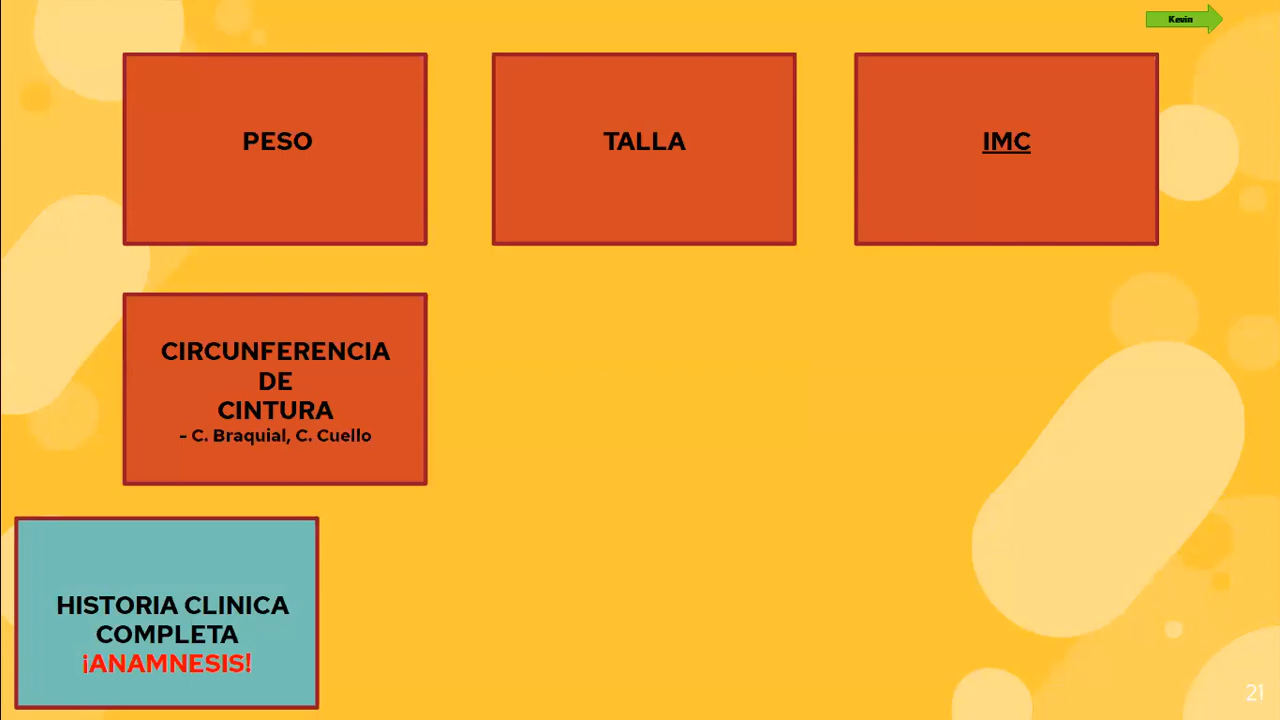 Kevin
PESO
TALLA
IMC
CIRCUNFERENCIA
DE
CINTURA
- C. Braquial, C. Cuello
HISTORIA CLINICA
COMPLETA
¡ANAMNESIS!
21